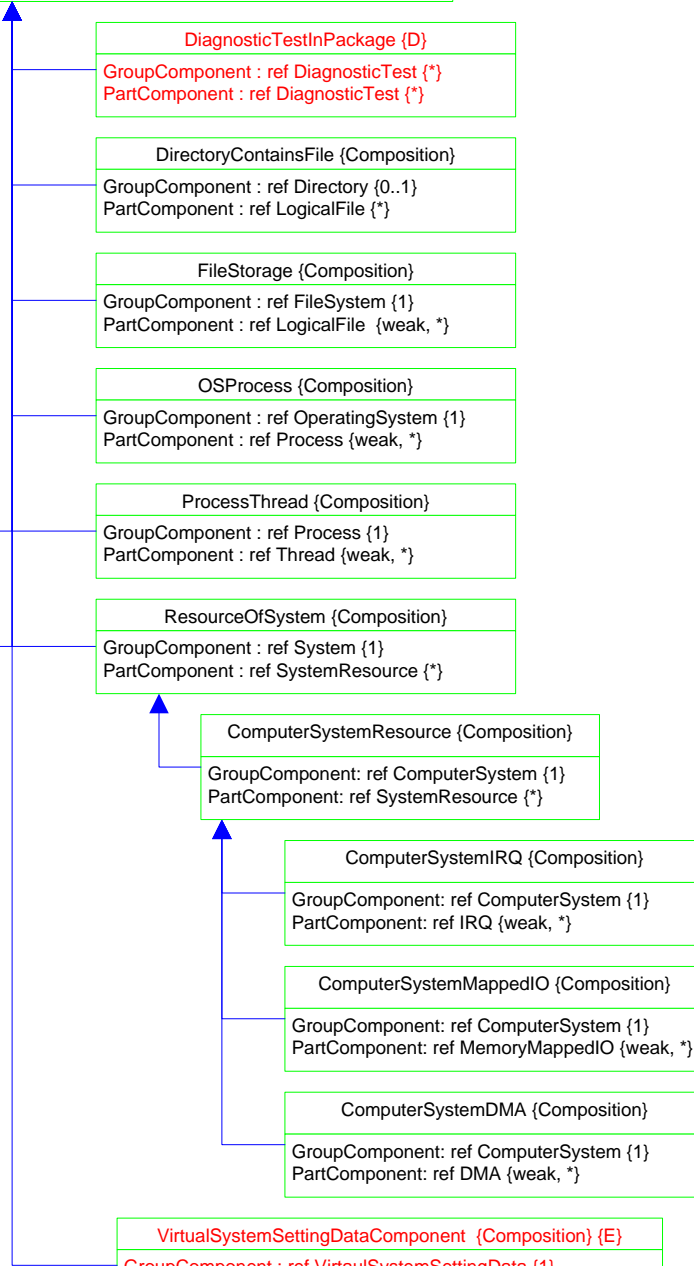 DiagnosticTestInPackage {D}
GroupComponent : ref DiagnosticTest {*}
PartComponent : ref DiagnosticTest {*}
DirectoryContainsFile {Composition}
GroupComponent : ref Directory {0..1}
PartComponent : ref LogicalFile {*}
FileStorage {Composition}
GroupComponent : ref FileSystem {1}
PartComponent : ref LogicalFile {weak, *}
OSProcess {Composition}
GroupComponent : ref OperatingSystem {1}
PartComponent : ref Process {weak, *}
ProcessThread {Composition}
GroupComponent : ref Process {1}
PartComponent : ref Thread {weak, *}
ResourceOfSystem {Composition}
GroupComponent : ref System {1}
PartComponent : ref SystemResource {*}
ComputerSystemResource {Composition}
GroupComponent: ref ComputerSystem {1}
PartComponent: ref SystemResource {*}
ComputerSystemIRQ {Composition}
GroupComponent: ref ComputerSystem {1}
PartComponent: ref IRQ {weak, *}
ComputerSystemMappedIO {Composition}
GroupComponent: ref ComputerSystem {1}
PartComponent: ref MemoryMappedIO {weak, *}
ComputerSystemDMA {Composition}
GroupComponent: ref ComputerSystem {1}
PartComponent: ref DMA {weak, *}
VirtualSystemSettingDataComponent {Composition} {E}
GroupComponent : ref VirtaulSystemSettingData {1}